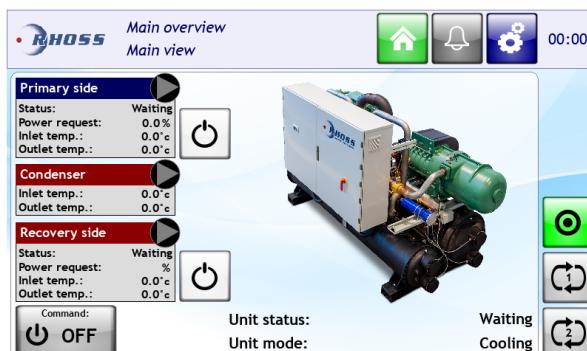 RHOSS
Main overview
Main view
00:00
Primary side
Status: Waiting
Power request: 0.0%
Inlet temp.: 0.0°c
Outlet temp.: 0.0°c
Condenser
Inlet temp.: 0.0°c
Outlet temp.: 0.0°c
Recovery side
Status: Waiting
Power request: %
Inlet temp.: 0.0°c
Outlet temp.: 0.0°c
Command:
OFF
RHOSS
1
2
Unit status: Waiting
Unit mode: Cooling